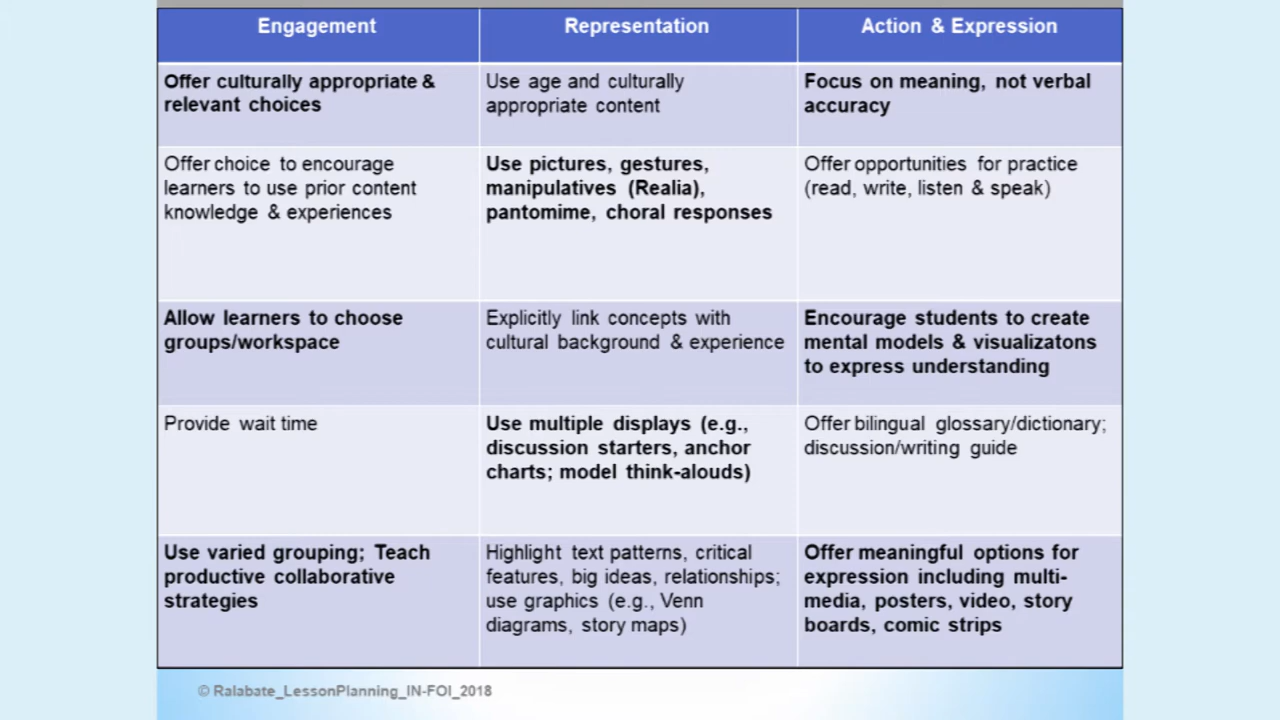 Engagement
Representation
Action & Expression
Offer culturally appropriate &
relevant choices
Use age and culturally
appropriate content
Focus on meaning, not verbal
accuracy
Offer choice to encourage
learners to use prior content
knowledge & experiences
Use pictures, gestures,
manipulatives (Realia),
pantomime, choral responses
Offer opportunities for practice
(read, write, listen & speak)
Allow learners to choose
groups/workspace
Explicitly link concepts with
cultural background & experience
Encourage students to create
mental models & visualizatons
to express understanding
Provide wait time
Use multiple displays (e.g.,
discussion starters, anchor
charts; model think-alouds)
Offer bilingual glossary/dictionary;
discussion/writing guide
Use varied grouping; Teach
productive collaborative
strategies
Highlight text patterns, critical
features, big ideas, relationships;
use graphics (e.g., Venn
diagrams, story maps)
Offer meaningful options for
expression including multi-
media, posters, video, story
boards, comic strips
© Ralabate_LessonPlanning_IN-FOI_2018